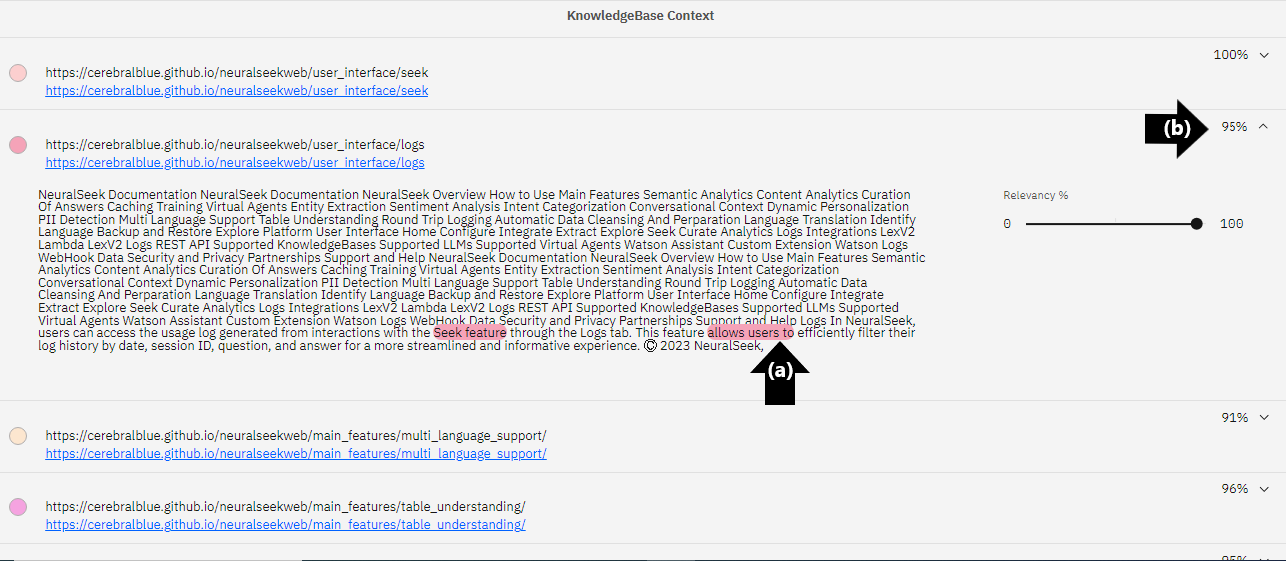 KnowledgeBase Context
100%
https://cerebralblue.github.io/neuralseekweb/user_interface/seek
https://cerebralblue.github.io/neuralseekweb/user_interface/seek
(b)
95%
https://cerebralblue.github.io/neuralseekweb/user_interface/logs
https://cerebralblue.github.io/neuralseekweb/user_interface/logs
NeuralSeek Documentation NeuralSeek Documentation NeuralSeek Overview How to Use Main Features Semantic Analytics Content Analytics Curation
Of Answers Caching Training Virtual Agents Entity Extraction Sentiment Analysis Intent Categorization Conversational Context Dynamic Personalization
PII Detection Multi Language Support Table Understanding Round Trip Logging Automatic Data Cleansing And Perparation Language Translation Identify
Language Backup and Restore Explore Platform User Interface Home Configure Integrate Extract Explore Seek Curate Analytics Logs Integrations LexV2
Lambda LexV2 Logs REST API Supported KnowledgeBases Supported LLMs Supported Virtual Agents Watson Assistant Custom Extension Watson Logs
WebHook Data Security and Privacy Partnerships Support and Help NeuralSeek Documentation NeuralSeek Overview How to Use Main Features Semantic
Analytics Content Analytics Curation Of Answers Caching Training Virtual Agents Entity Extraction Sentiment Analysis Intent Categorization
Conversational Context Dynamic Personalization PII Detection Multi Language Support Table Understanding Round Trip Logging Automatic Data
Cleansing And Perparation Language Translation Identify Language Backup and Restore Explore Platform User Interface Home Configure Integrate
Extract Explore Seek Curate Analytics Logs Integrations LexV2 Lambda LexV2 Logs REST API Supported KnowledgeBases Supported LLMs Supported
Virtual Agents Watson Assistant Custom Extension Watson Logs WebHook Data Security and Privacy Partnerships Support and Help Logs In NeuralSeek,
users can access the usage log generated from interactions with the Seek feature through the Logs tab. This feature allows users to efficiently filter their
log history by date, session ID, question, and answer for a more streamlined and informative experience. © 2023 NeuralSeek,
Relevancy %
0 100
(a)
91%
https://cerebralblue.github.io/neuralseekweb/main_features/multi_language_support/
https://cerebralblue.github.io/neuralseekweb/main_features/multi_language_support/
96%
https://cerebralblue.github.io/neuralseekweb/main_features/table_understanding/
https://cerebralblue.github.io/neuralseekweb/main_features/table_understanding/